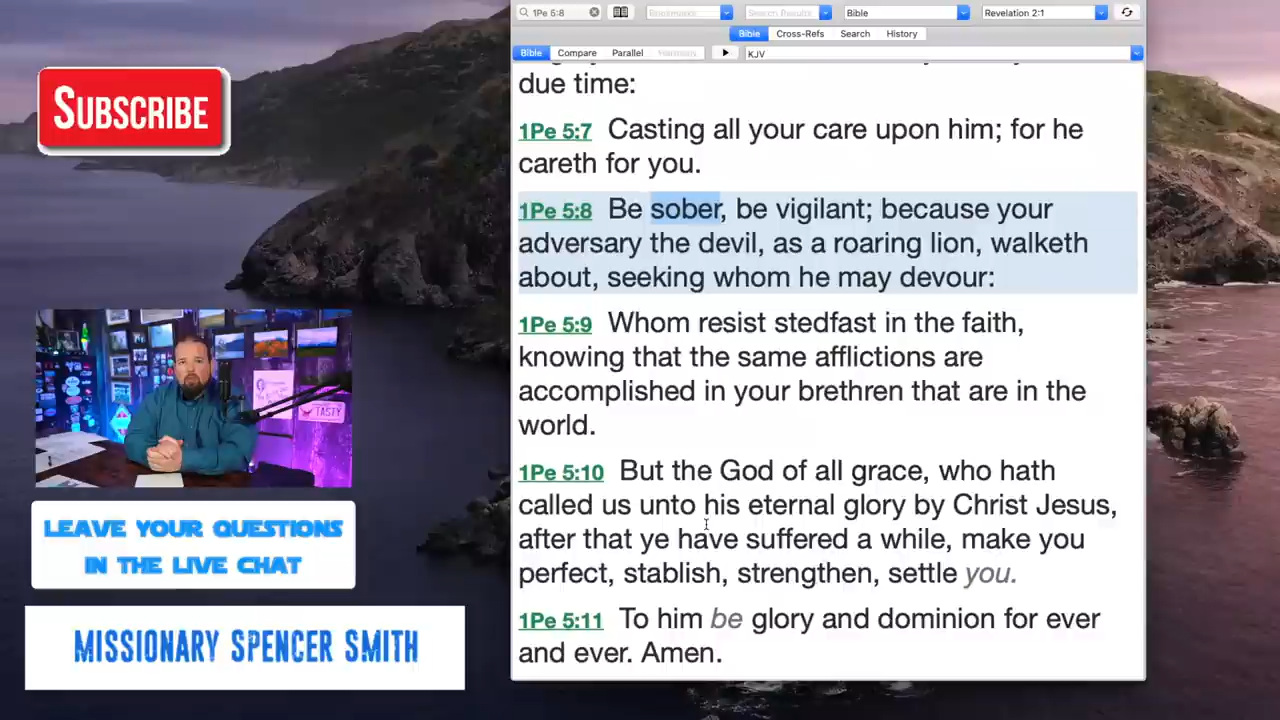 SUBSCRIBE
TASTY
LEAVE YOUR QUESTIONS
IN THE LIVE CHAT
MISSIONARY SPENCER SMITH
1Pe 5:8
Bookmarks
Search Results
Bible
Revelation 2:1
Bible Cross-Refs Search History
Bible Compare Parallel Harmony KJV
due time:
1Pe 5:7 Casting all your care upon him; for he
careth for you.
1Pe 5:8 Be sober, be vigilant; because your
adversary the devil, as a roaring lion, walketh
about, seeking whom he may devour:
1Pe 5:9 Whom resist stedfast in the faith,
knowing that the same afflictions are
accomplished in your brethren that are in the
world.
1Pe 5:10 But the God of all grace, who hath
called us unto his eternal glory by Christ Jesus,
after that ye have suffered a while, make you
perfect, stablish, strengthen, settle you.
1Pe 5:11 To him be glory and dominion for ever
and ever. Amen.